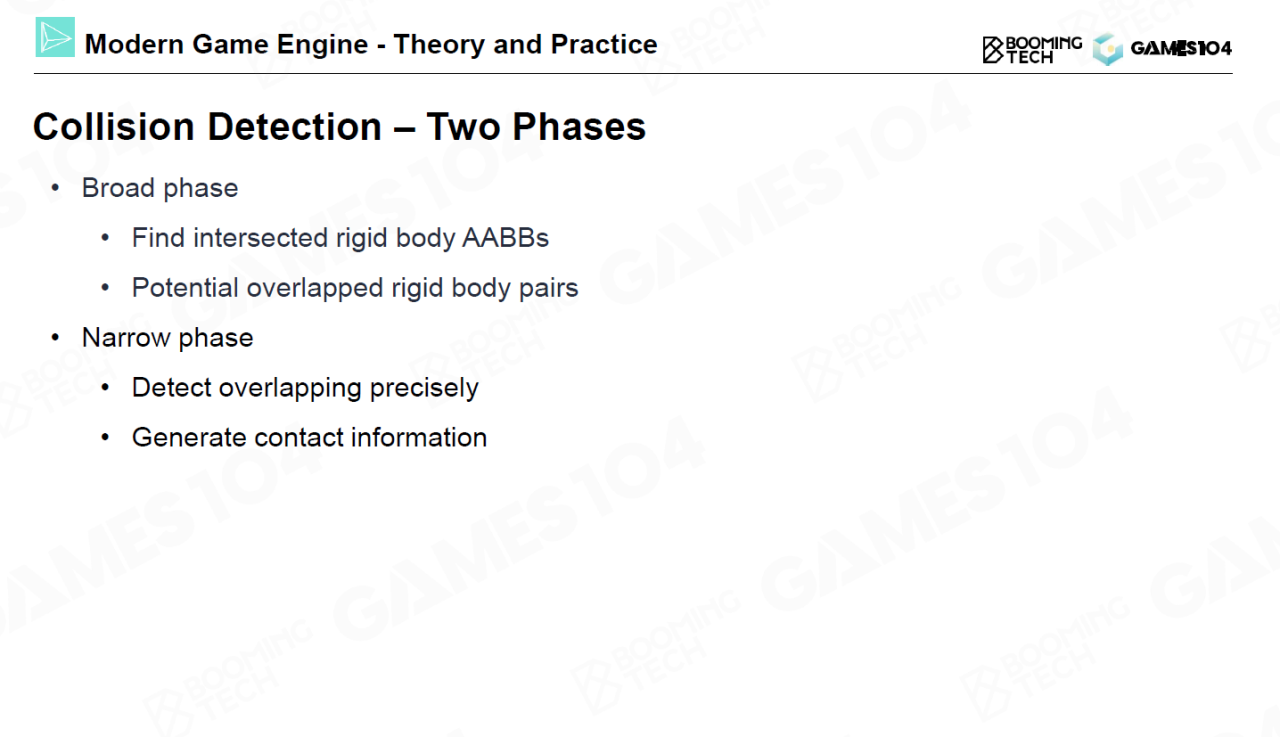 Modern Game Engine - Theory and Practice
BOOMING
TECH
GAMES104
Collision Detection – Two Phases
• Broad phase
• Find intersected rigid body AABBs
• Potential overlapped rigid body pairs
• Narrow phase
• Detect overlapping precisely
• Generate contact information